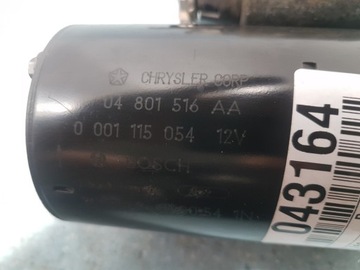 CHRYSLER CORP
04 801 516 AA
0 001 115 054 12V
BOSCH
043164